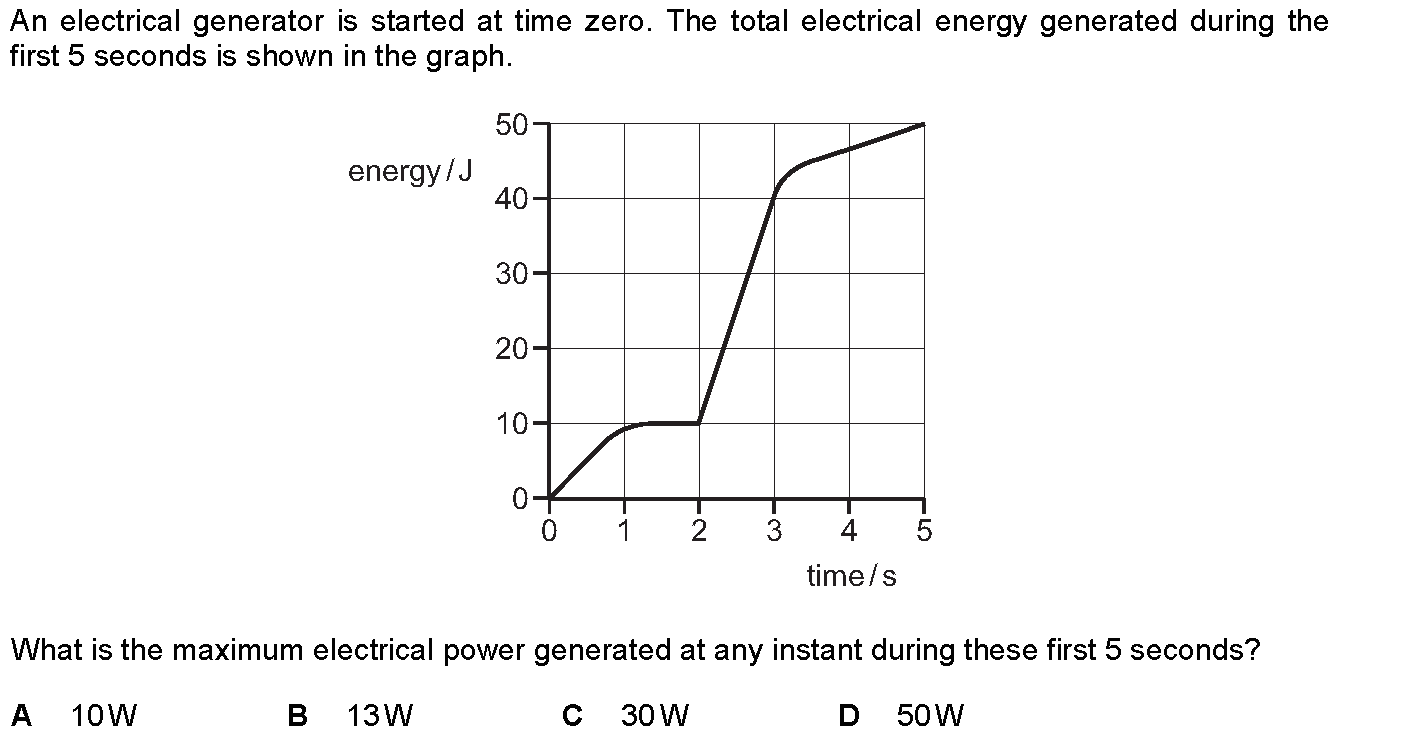 An electrical generator is started at time zero. The total electrical energy generated during the
first 5 seconds is shown in the graph.
50
energy / J
40
30
20
10
0
0 1 2 3 4 5
time / s
What is the maximum electrical power generated at any instant during these first 5 seconds?
A 10 W B 13 W C 30 W D 50 W